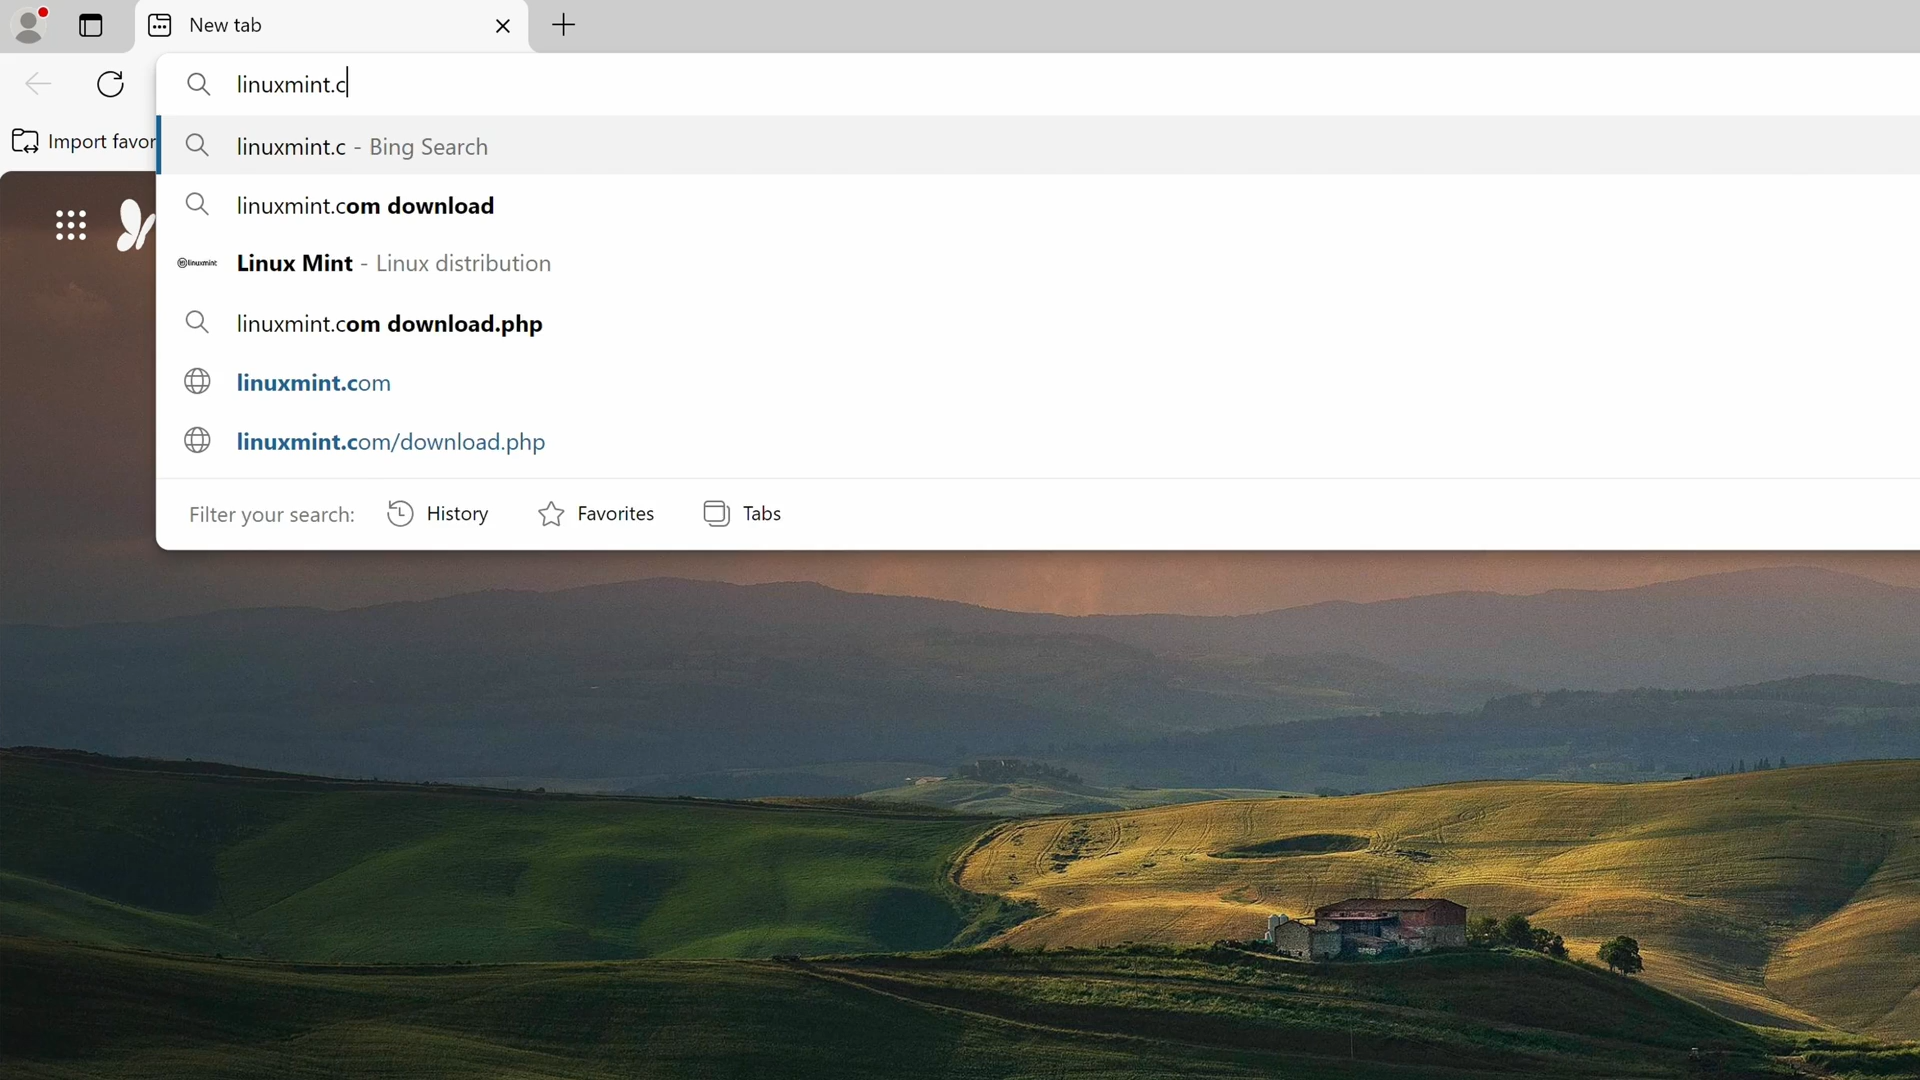 New tab
linuxmint.c
Import favor
linuxmint.c - Bing Search
linuxmint.com download
linuxmint
Linux Mint - Linux distribution
linuxmint.com download.php
linuxmint.com
linuxmint.com/download.php
Filter your search: History Favorites Tabs